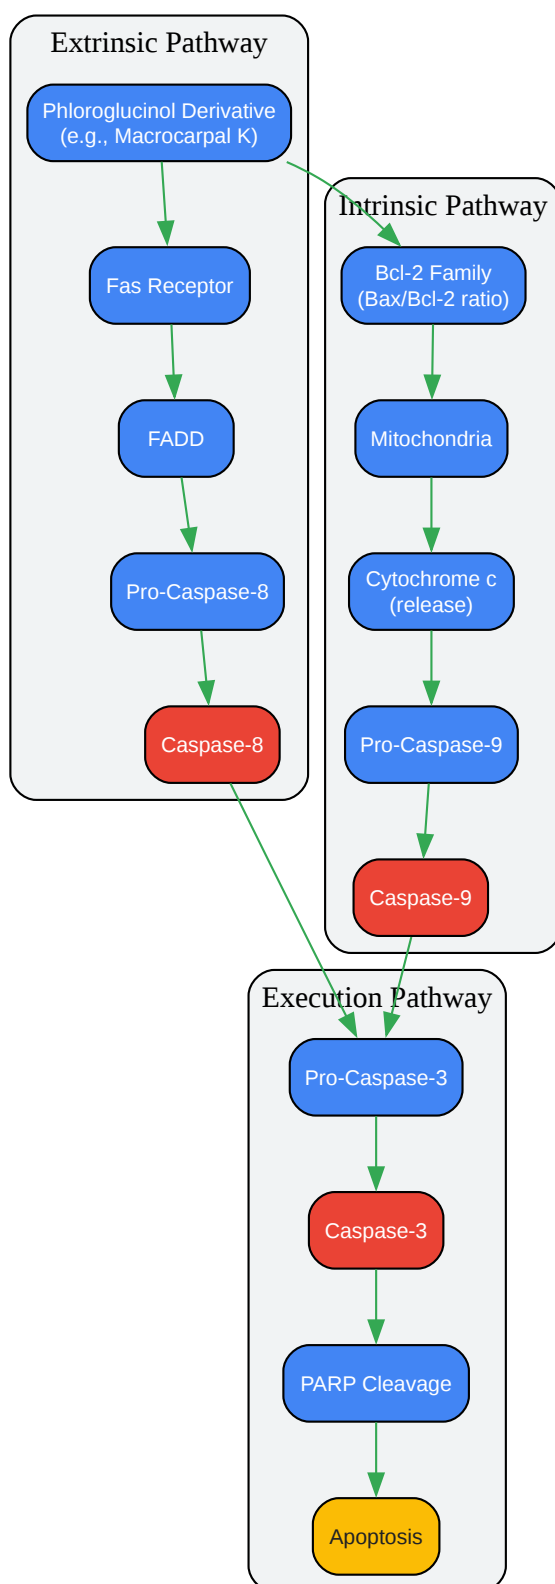 Extrinsic Pathway
Phloroglucinol Derivative
(e.g., Macrocarpal K)
Fas Receptor
FADD
Pro-Caspase-8
Caspase-8
Intrinsic Pathway
Bcl-2 Family
(Bax/Bcl-2 ratio)
Mitochondria
Cytochrome c
(release)
Pro-Caspase-9
Caspase-9
Execution Pathway
Pro-Caspase-3
Caspase-3
PARP Cleavage
Apoptosis